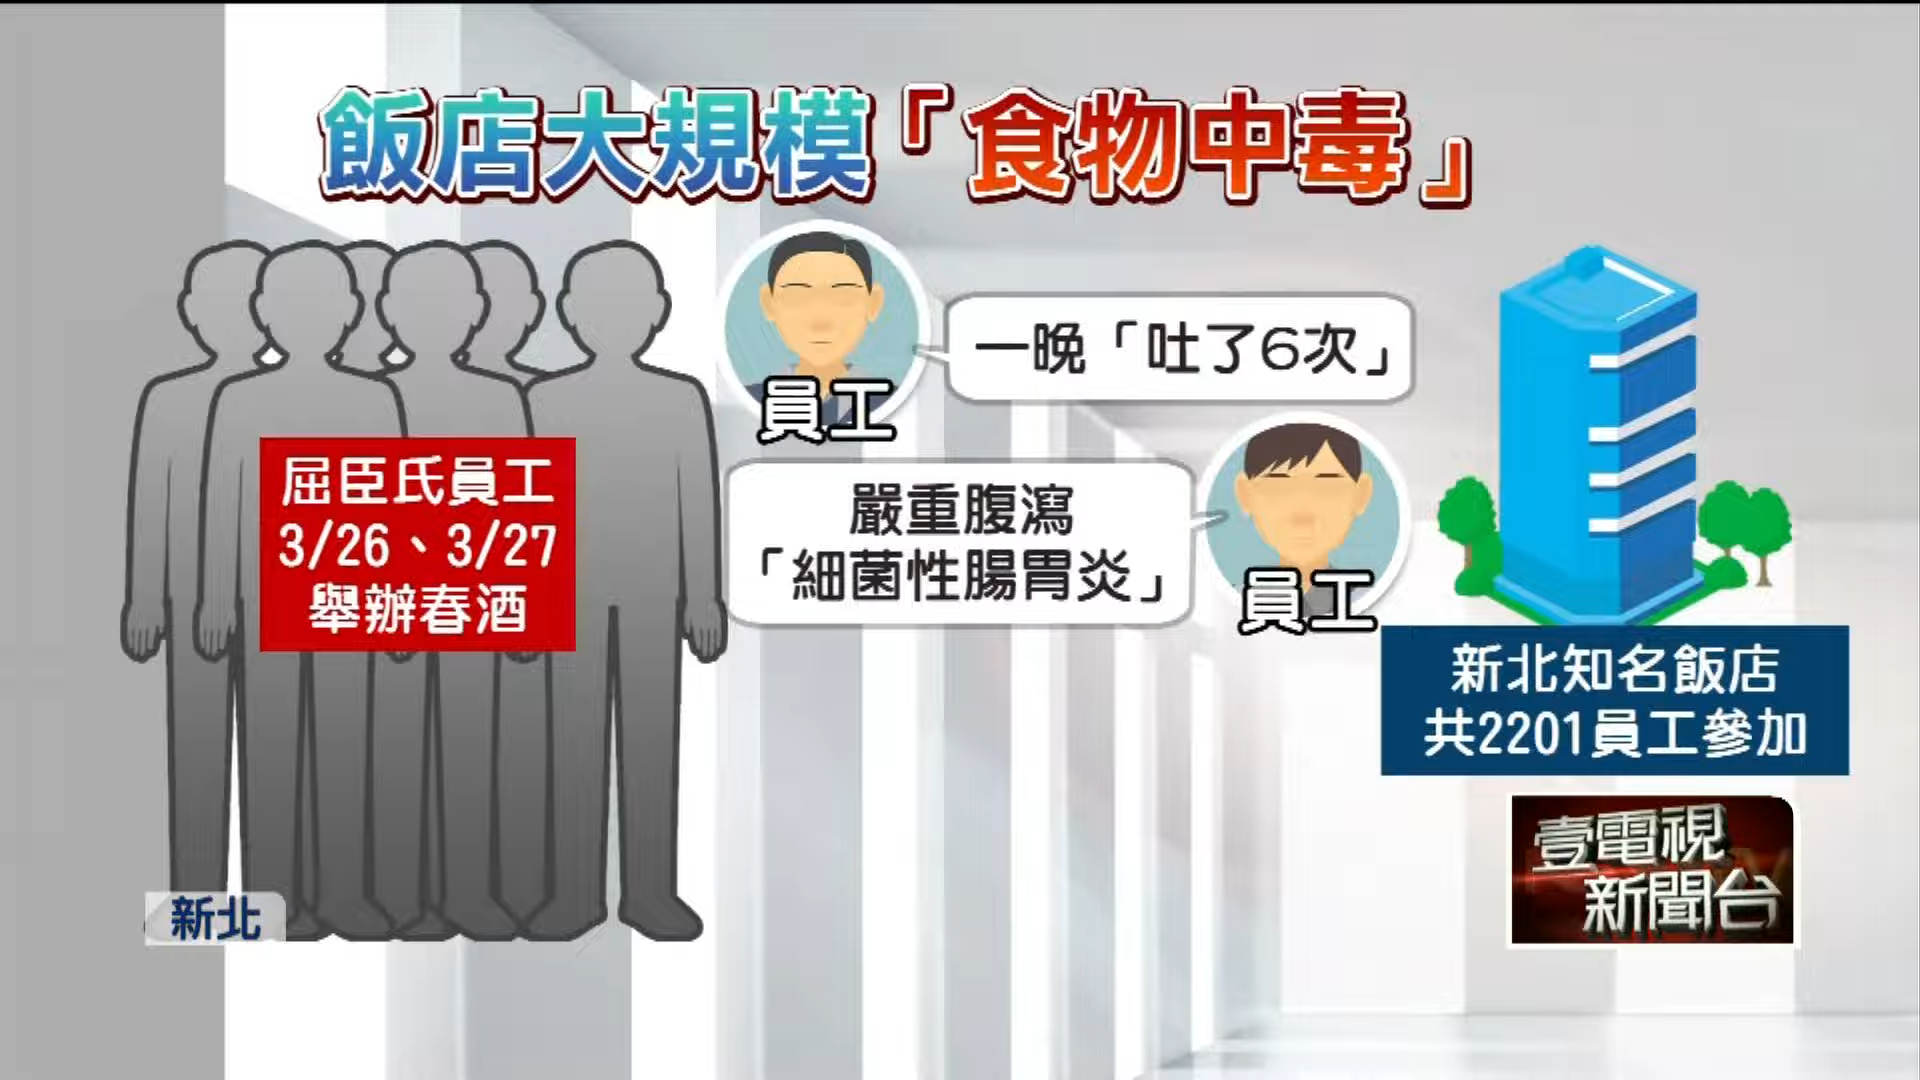 飯店大規模「食物中毒」
一晚「吐了6次」
員工
屈臣氏員工
3/26、3/27
舉辦春酒
嚴重腹瀉
「細菌性腸胃炎」
員工
新北知名飯店
共2201員工參加
壹電視
新聞台
新北